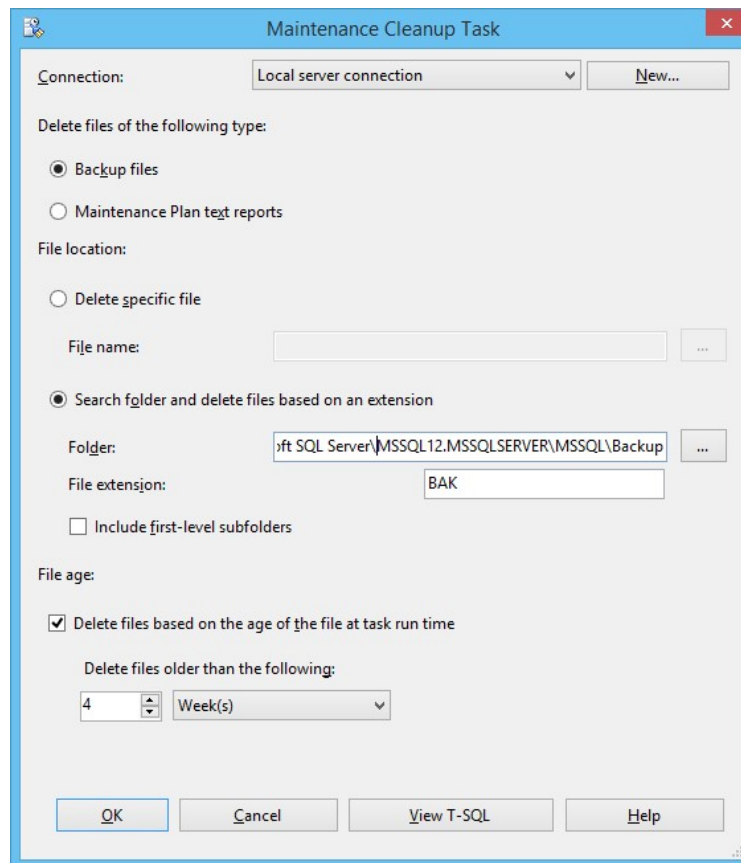 Maintenance Cleanup Task
Connection: Local server connection New...
Delete files of the following type:
Backup files
Maintenance Plan text reports
File location:
Delete specific file
File name: ...
Search folder and delete files based on an extension
Folder: oft SQL Server\MSSQL12.MSSQLSERVER\MSSQL\Backup ...
File extension: BAK
Include first-level subfolders
File age:
Delete files based on the age of the file at task run time
Delete files older than the following:
4 Week(s)
OK Cancel View T-SQL Help